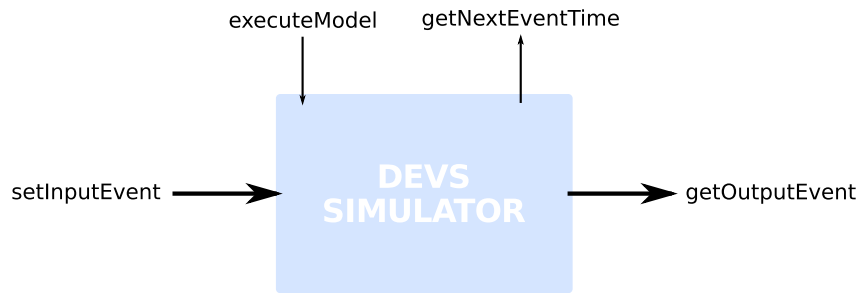 executeModel
getNextEventTime
setInputEvent
DEVS
SIMULATOR
getOutputEvent